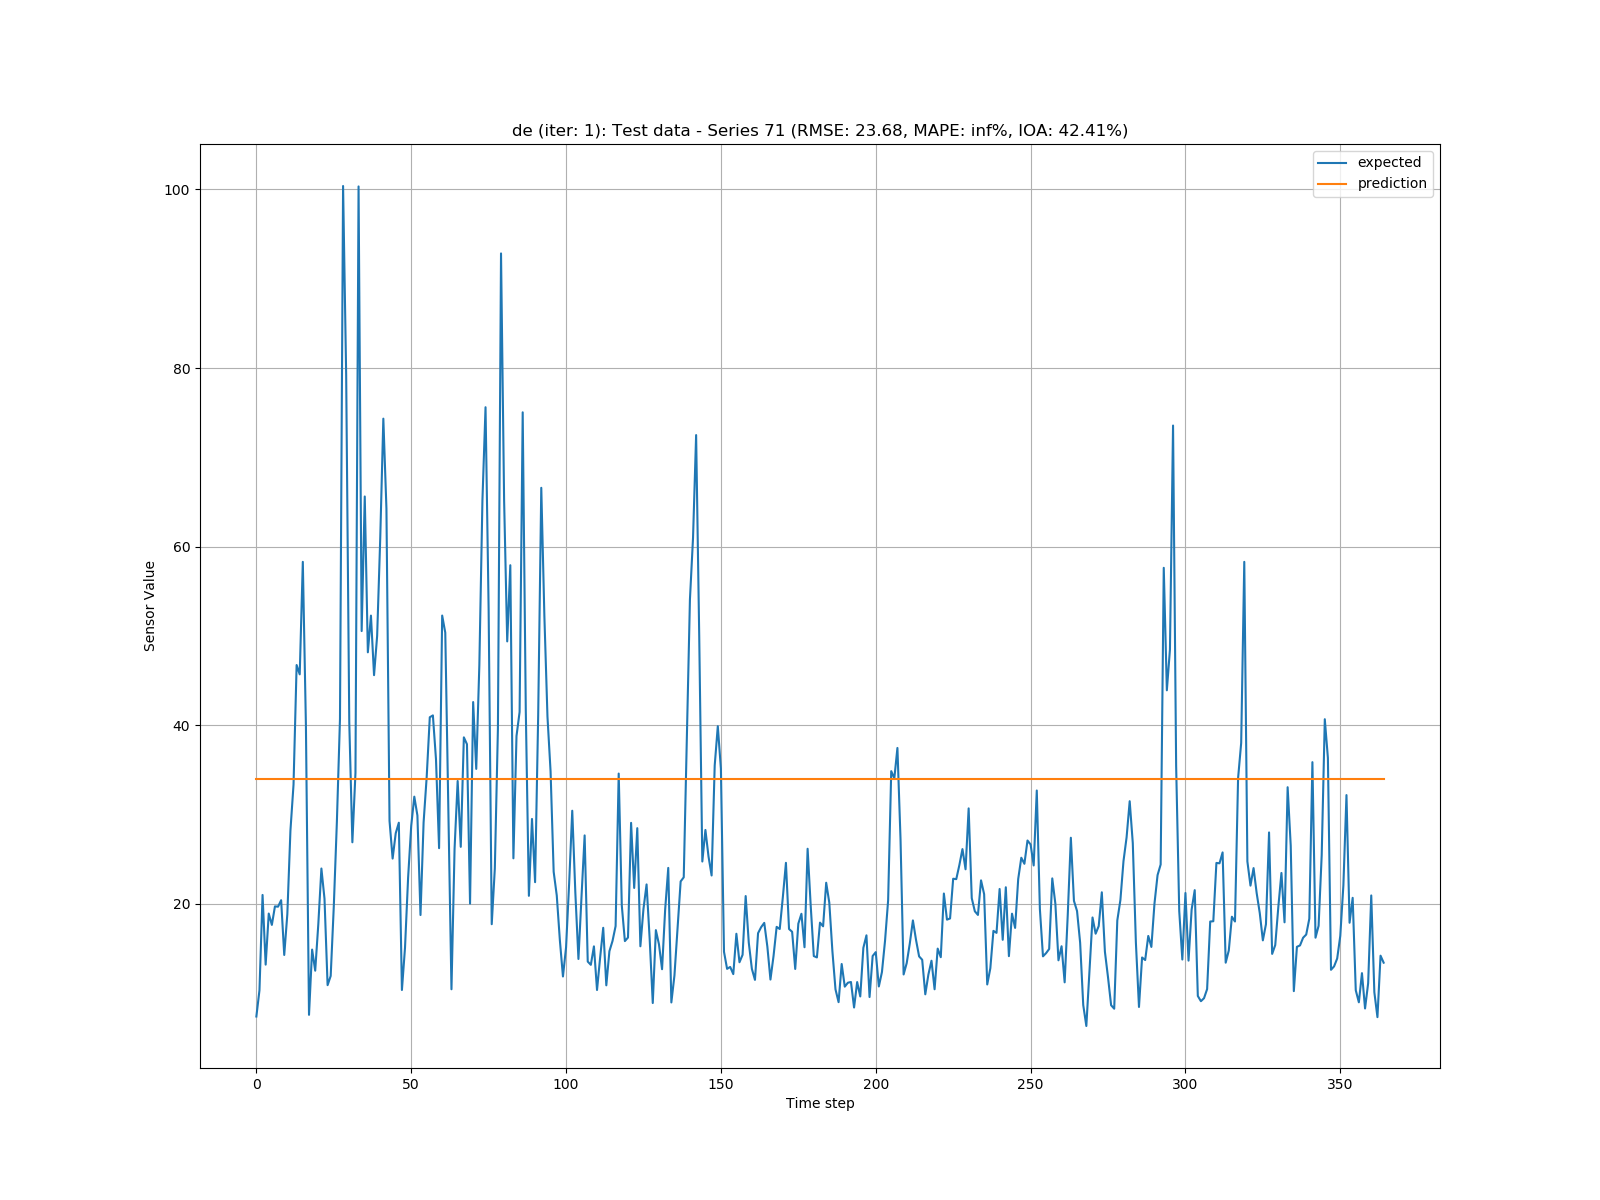 de (iter: 1): Test data - Series 71 (RMSE: 23.68, MAPE: inf%, IOA: 42.41%)
expected
prediction
100
80
60
40
20
Sensor Value
0 50 100 150 200 250 300 350
Time step